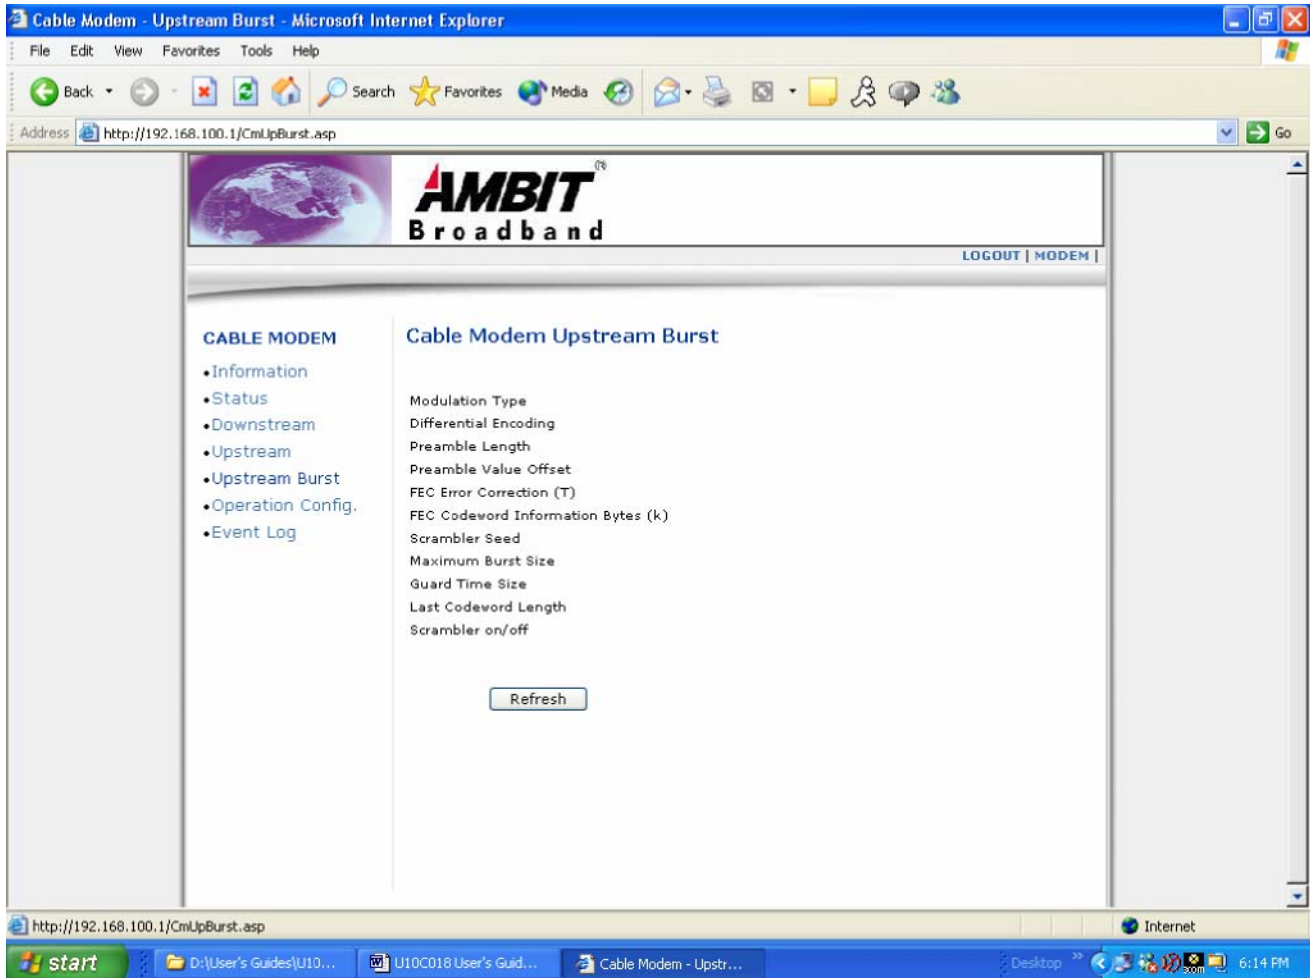 Cable Modem - Upstream Burst - Microsoft Internet Explorer
File Edit View Favorites Tools Help
Back Search Favorites Media
Address http://192.168.100.1/CmUpBurst.asp Go
AMBIT®
Broadband
LOGOUT | MODEM |
CABLE MODEM
•Information
•Status
•Downstream
•Upstream
•Upstream Burst
•Operation Config.
•Event Log
Cable Modem Upstream Burst
Modulation Type
Differential Encoding
Preamble Length
Preamble Value Offset
FEC Error Correction (T)
FEC Codeword Information Bytes (k)
Scrambler Seed
Maximum Burst Size
Guard Time Size
Last Codeword Length
Scrambler on/off
Refresh
http://192.168.100.1/CmUpBurst.asp Internet
start D:\User's Guides\U10... U10C018 User's Guid... Cable Modem - Upstr... Desktop » 3com 6:14 PM